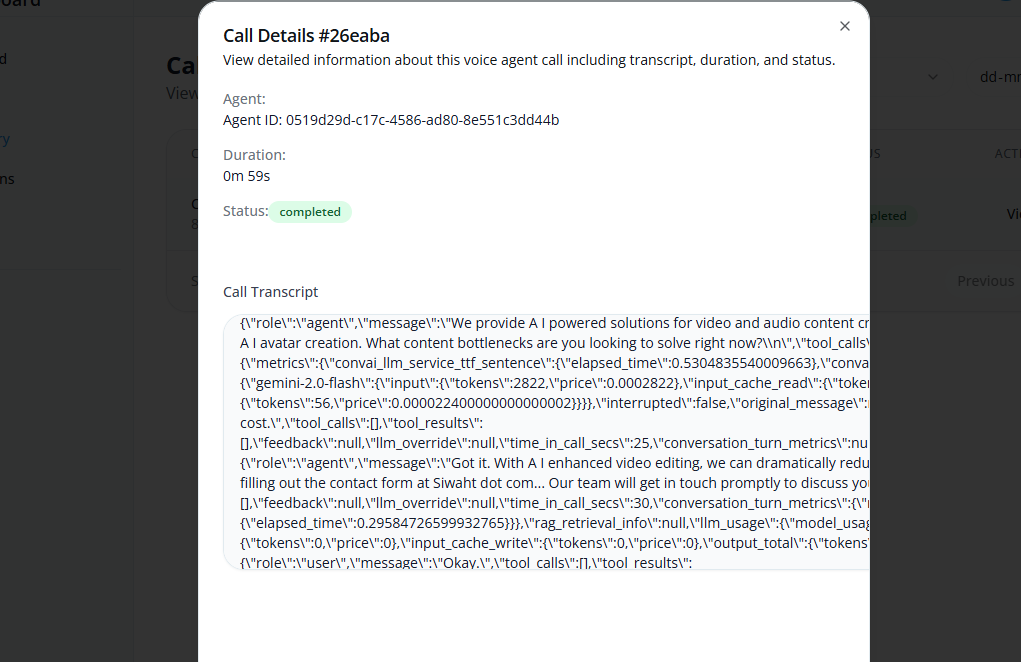 oard
Call Details #26eaba
View detailed information about this voice agent call including transcript, duration, and status.
d
Ca
dd-mm
View
Agent:
Agent ID: 0519d29d-c17c-4586-ad80-8e551c3dd44b
ry
Duration:
US
ACTI
0m 59s
ns
Status: completed
pleted
Vi
Previous
Call Transcript
{\"role\":\"agent\",\"message\":\"We provide A I powered solutions for video and audio content cr
A I avatar creation. What content bottlenecks are you looking to solve right now?\\n\",\"tool_calls\
{\"metrics\":{\"convai_llm_service_ttf_sentence\":{\"elapsed_time\":0.5304835540009663},\"conva
{\"gemini-2.0-flash\":{\"input\":{\"tokens\":2822,\"price\":0.0002822},\"input_cache_read\":{\"token
{\"tokens\":56,\"price\":0.000022400000000000002}}}},\"interrupted\":false,\"original_message\":
cost.\",\"tool_calls\":[],\"tool_results\":
[],\"feedback\":null,\"llm_override\":null,\"time_in_call_secs\":25,\"conversation_turn_metrics\":nu
{\"role\":\"agent\",\"message\":\"Got it. With A I enhanced video editing, we can dramatically redu
filling out the contact form at Siwaht dot com... Our team will get in touch promptly to discuss yo
[],\"feedback\":null,\"llm_override\":null,\"time_in_call_secs\":30,\"conversation_turn_metrics\":{\"
{\"elapsed_time\":0.29584726599932765}}},\"rag_retrieval_info\":null,\"llm_usage\":{\"model_usag
{\"tokens\":0,\"price\":0},\"input_cache_write\":{\"tokens\":0,\"price\":0},\"output_total\":{\"tokens
{\"role\":\"user\",\"message\":\"Okay.\",\"tool_calls\":[],\"tool_results\":